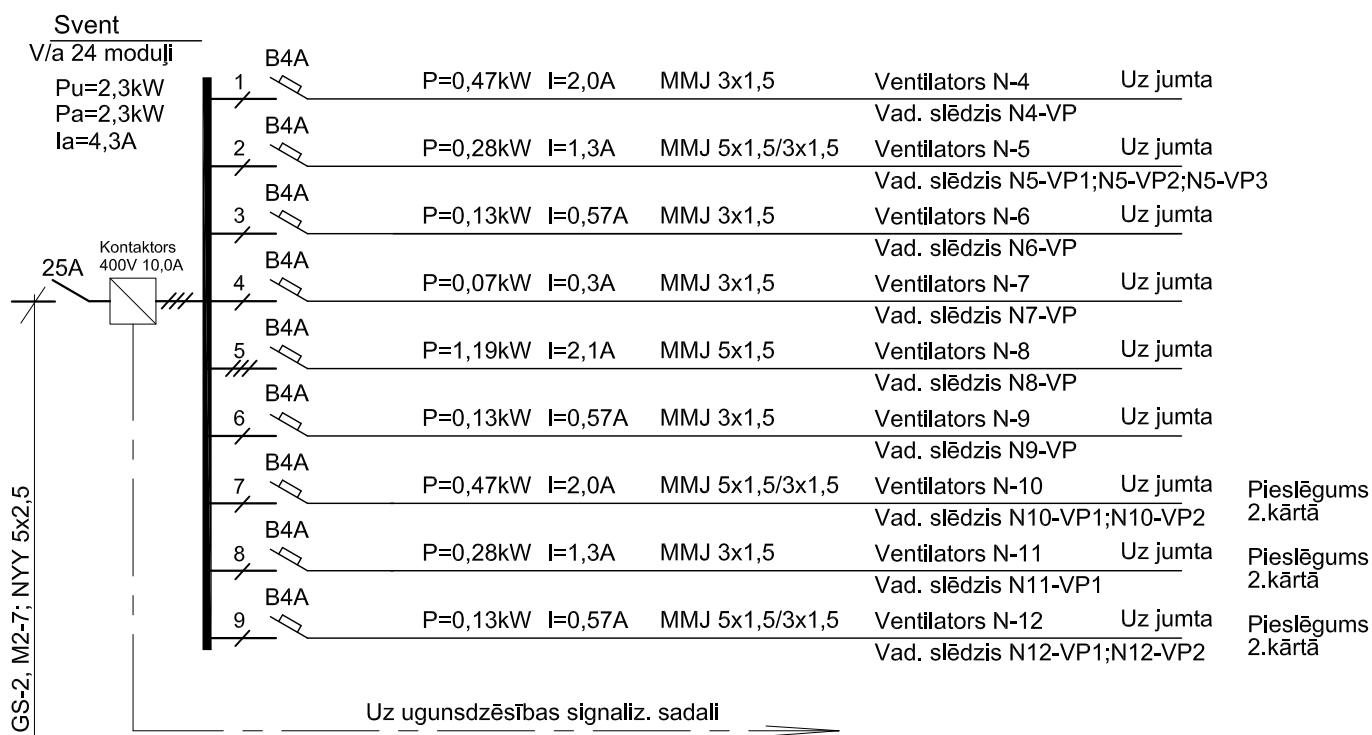 Svent
V/a 24 moduļi
Pu=2,3kW
Pa=2,3kW
Ia=4,3A
25A
Kontaktors
400V 10,0A
GS-2, M2-7; NYY 5x2,5
1 B4A P=0,47kW I=2,0A MMJ 3x1,5 Ventilators N-4 Uz jumta
Vad. slēdzis N4-VP
2 B4A P=0,28kW I=1,3A MMJ 5x1,5/3x1,5 Ventilators N-5 Uz jumta
Vad. slēdzis N5-VP1;N5-VP2;N5-VP3
3 B4A P=0,13kW I=0,57A MMJ 3x1,5 Ventilators N-6 Uz jumta
Vad. slēdzis N6-VP
4 B4A P=0,07kW I=0,3A MMJ 3x1,5 Ventilators N-7 Uz jumta
Vad. slēdzis N7-VP
5 B4A P=1,19kW I=2,1A MMJ 5x1,5 Ventilators N-8 Uz jumta
Vad. slēdzis N8-VP
6 B4A P=0,13kW I=0,57A MMJ 3x1,5 Ventilators N-9 Uz jumta
Vad. slēdzis N9-VP
7 B4A P=0,47kW I=2,0A MMJ 5x1,5/3x1,5 Ventilators N-10 Uz jumta Pieslēgums
Vad. slēdzis N10-VP1;N10-VP2 2.kārtā
8 B4A P=0,28kW I=1,3A MMJ 3x1,5 Ventilators N-11 Uz jumta Pieslēgums
Vad. slēdzis N11-VP1 2.kārtā
9 B4A P=0,13kW I=0,57A MMJ 5x1,5/3x1,5 Ventilators N-12 Uz jumta Pieslēgums
Vad. slēdzis N12-VP1;N12-VP2 2.kārtā
Uz ugunsdzēsības signaliz. sadali